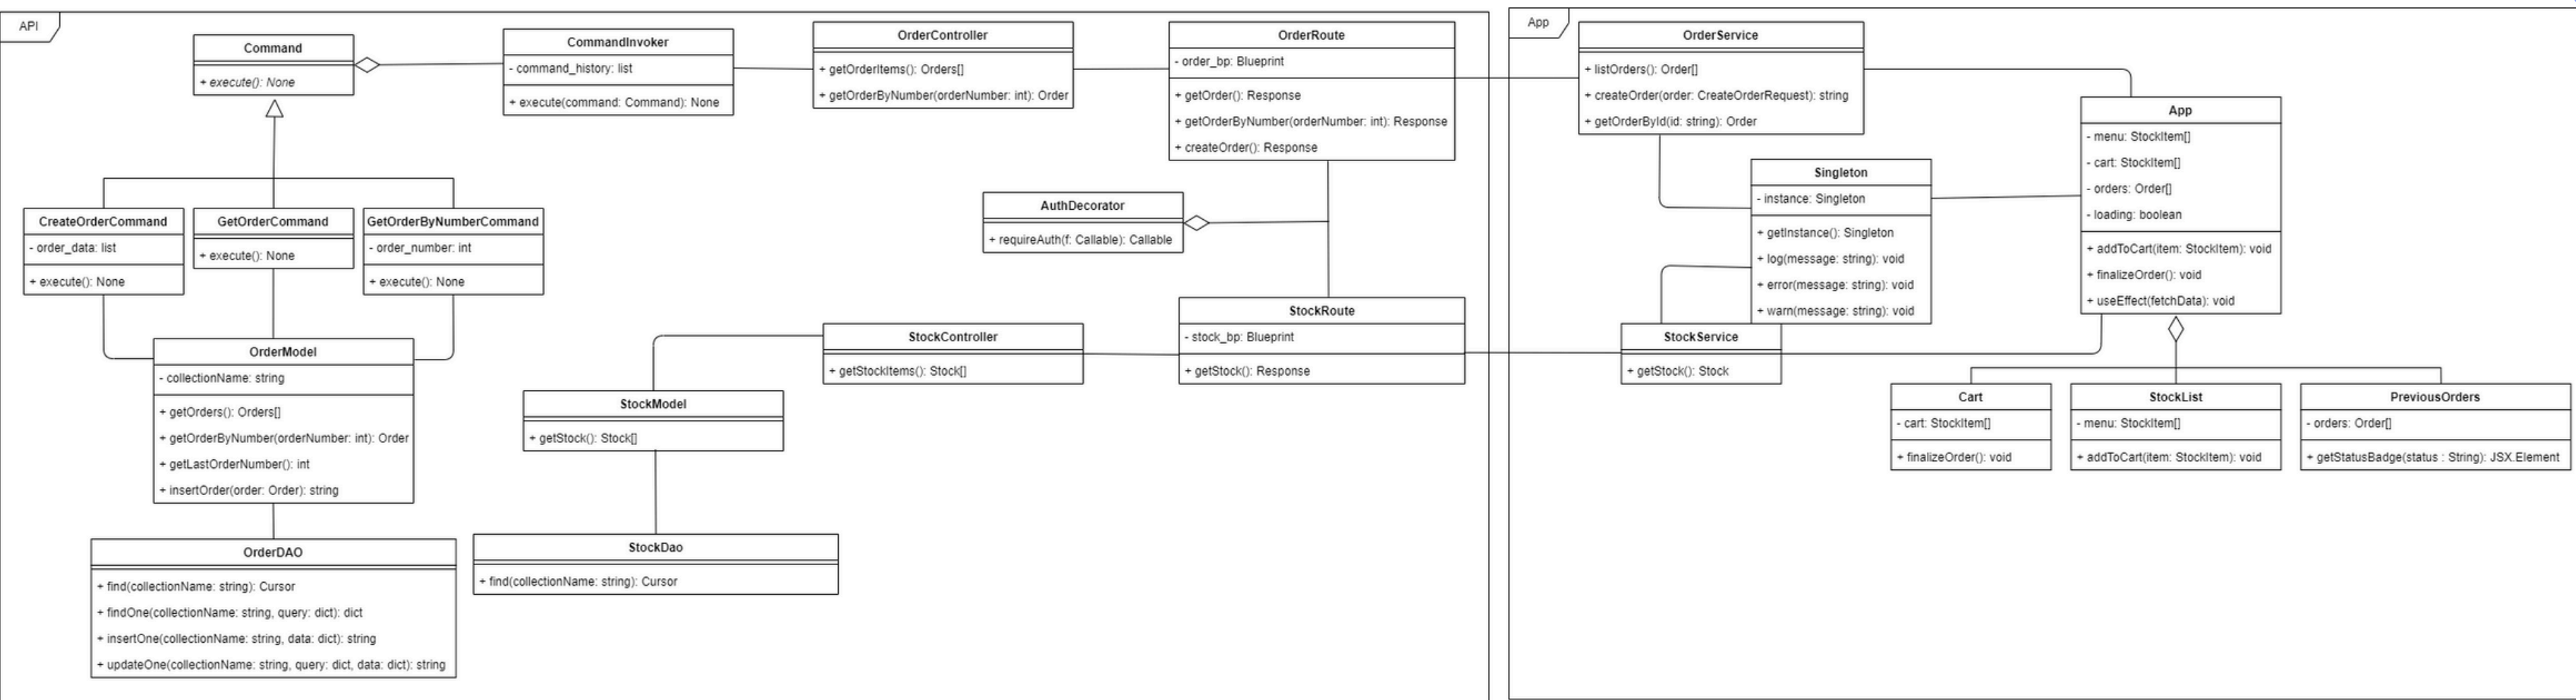 API
Command
+ execute(): None
CommandInvoker
- command_history: list
+ execute(command: Command): None
OrderController
+ getOrderItems(): Orders[]
+ getOrderByNumber(orderNumber: int): Order
OrderRoute
- order_bp: Blueprint
+ getOrder(): Response
+ getOrderByNumber(orderNumber: int): Response
+ createOrder(): Response
AuthDecorator
+ requireAuth(f: Callable): Callable
CreateOrderCommand
- order_data: list
+ execute(): None
GetOrderCommand
+ execute(): None
GetOrderByNumberCommand
- order_number: int
+ execute(): None
OrderModel
- collectionName: string
+ getOrders(): Orders[]
+ getOrderByNumber(orderNumber: int): Order
+ getLastOrderNumber(): int
+ insertOrder(order: Order): string
StockController
+ getStockItems(): Stock[]
StockRoute
- stock_bp: Blueprint
+ getStock(): Response
StockModel
+ getStock(): Stock[]
OrderDAO
+ find(collectionName: string): Cursor
+ findOne(collectionName: string, query: dict): dict
+ insertOne(collectionName: string, data: dict): string
+ updateOne(collectionName: string, query: dict, data: dict): string
StockDao
+ find(collectionName: string): Cursor
App
OrderService
+ listOrders(): Order[]
+ createOrder(order: CreateOrderRequest): string
+ getOrderById(id: string): Order
Singleton
- instance: Singleton
+ getInstance(): Singleton
+ log(message: string): void
+ error(message: string): void
+ warn(message: string): void
App
- menu: StockItem[]
- cart: StockItem[]
- orders: Order[]
- loading: boolean
+ addToCart(item: StockItem): void
+ finalizeOrder(): void
+ useEffect(fetchData): void
StockService
+ getStock(): Stock
Cart
- cart: StockItem[]
+ finalizeOrder(): void
StockList
- menu: StockItem[]
+ addToCart(item: StockItem): void
PreviousOrders
- orders: Order[]
+ getStatusBadge(status : String): JSX.Element